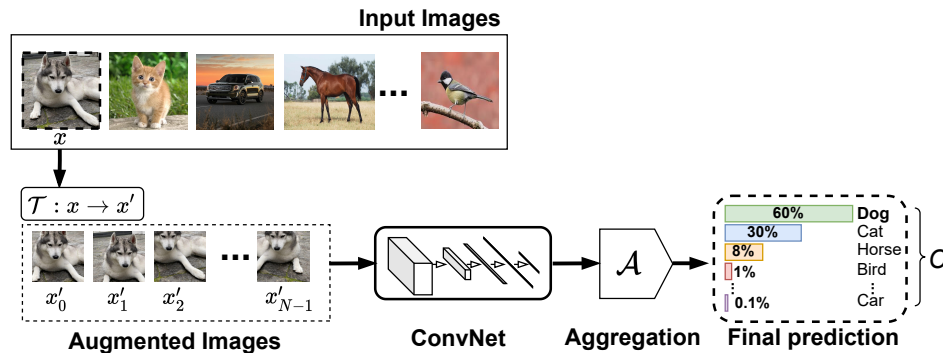 Input Images
...
x
𝒯 : x → x′
...
x′₀ x′₁ x′₂ x′_{N−1}
Augmented Images
ConvNet
𝒜
Aggregation
60% Dog
30% Cat
8% Horse
1% Bird
0.1% Car
C
Final prediction